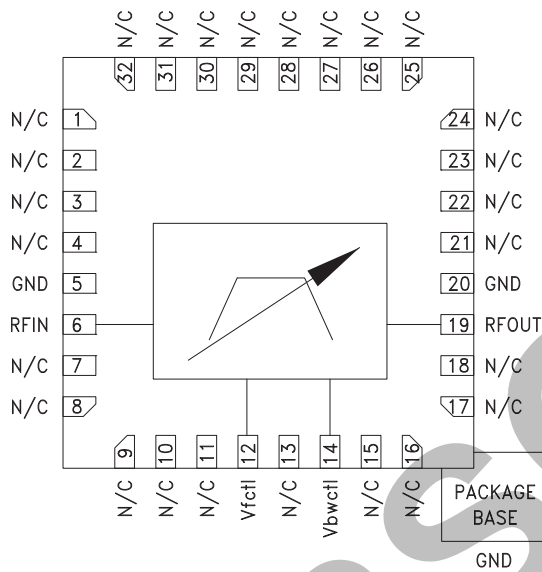 N/C N/C N/C N/C N/C N/C N/C N/C
32 31 30 29 28 27 26 25
N/C 1
N/C 2
N/C 3
N/C 4
GND 5
RFIN 6
N/C 7
N/C 8
24 N/C
23 N/C
22 N/C
21 N/C
20 GND
19 RFOUT
18 N/C
17 N/C
9 10 11 12 13 14 15 16
N/C N/C N/C Vfctl N/C Vbwctl N/C N/C
PACKAGE
BASE
GND